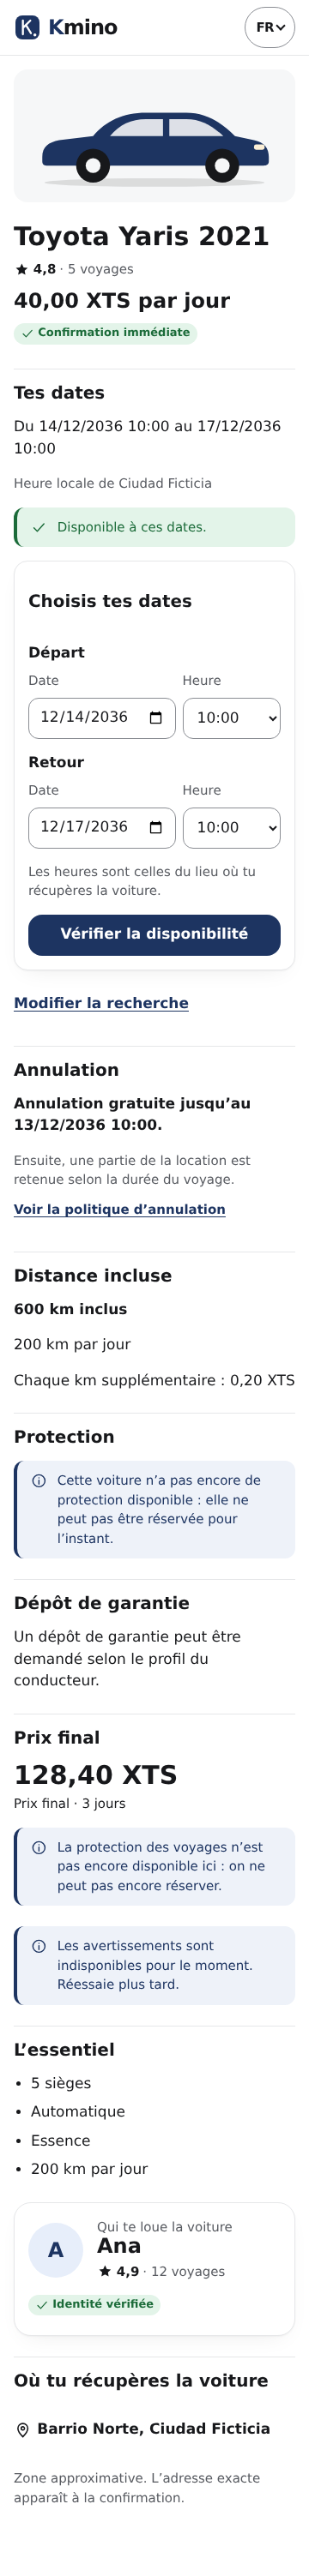 K Kmino
FR
Toyota Yaris 2021
★ 4,8 · 5 voyages
40,00 XTS par jour
Confirmation immédiate
Tes dates
Du 14/12/2036 10:00 au 17/12/2036
10:00
Heure locale de Ciudad Ficticia
Disponible à ces dates.
Choisis tes dates
Départ
Date Heure
12/14/2036 10:00
Retour
Date Heure
12/17/2036 10:00
Les heures sont celles du lieu où tu
récupères la voiture.
Vérifier la disponibilité
Modifier la recherche
Annulation
Annulation gratuite jusqu’au
13/12/2036 10:00.
Ensuite, une partie de la location est
retenue selon la durée du voyage.
Voir la politique d’annulation
Distance incluse
600 km inclus
200 km par jour
Chaque km supplémentaire : 0,20 XTS
Protection
Cette voiture n’a pas encore de
protection disponible : elle ne
peut pas être réservée pour
l’instant.
Dépôt de garantie
Un dépôt de garantie peut être
demandé selon le profil du
conducteur.
Prix final
128,40 XTS
Prix final · 3 jours
La protection des voyages n’est
pas encore disponible ici : on ne
peut pas encore réserver.
Les avertissements sont
indisponibles pour le moment.
Réessaie plus tard.
L’essentiel
• 5 sièges
• Automatique
• Essence
• 200 km par jour
A
Qui te loue la voiture
Ana
★ 4,9 · 12 voyages
Identité vérifiée
Où tu récupères la voiture
Barrio Norte, Ciudad Ficticia
Zone approximative. L’adresse exacte
apparaît à la confirmation.